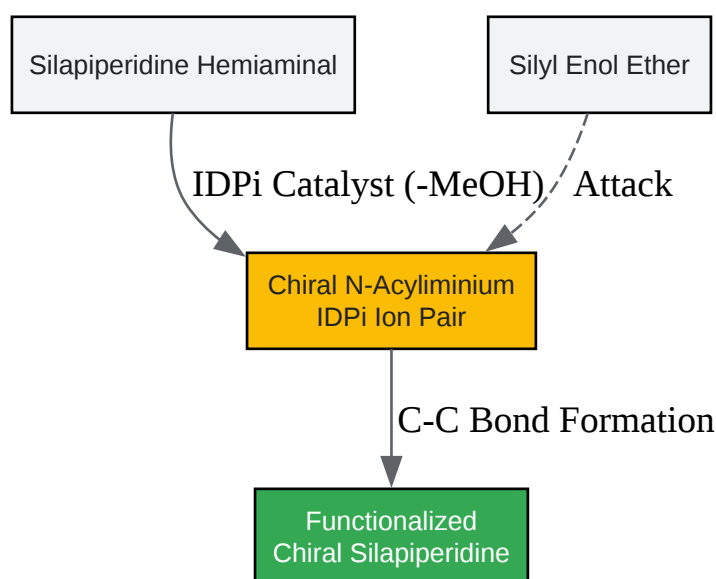 Silapiperidine Hemiaminal
Silyl Enol Ether
IDPi Catalyst (-MeOH)
Attack
Chiral N-Acyliminium
IDPi Ion Pair
C-C Bond Formation
Functionalized
Chiral Silapiperidine